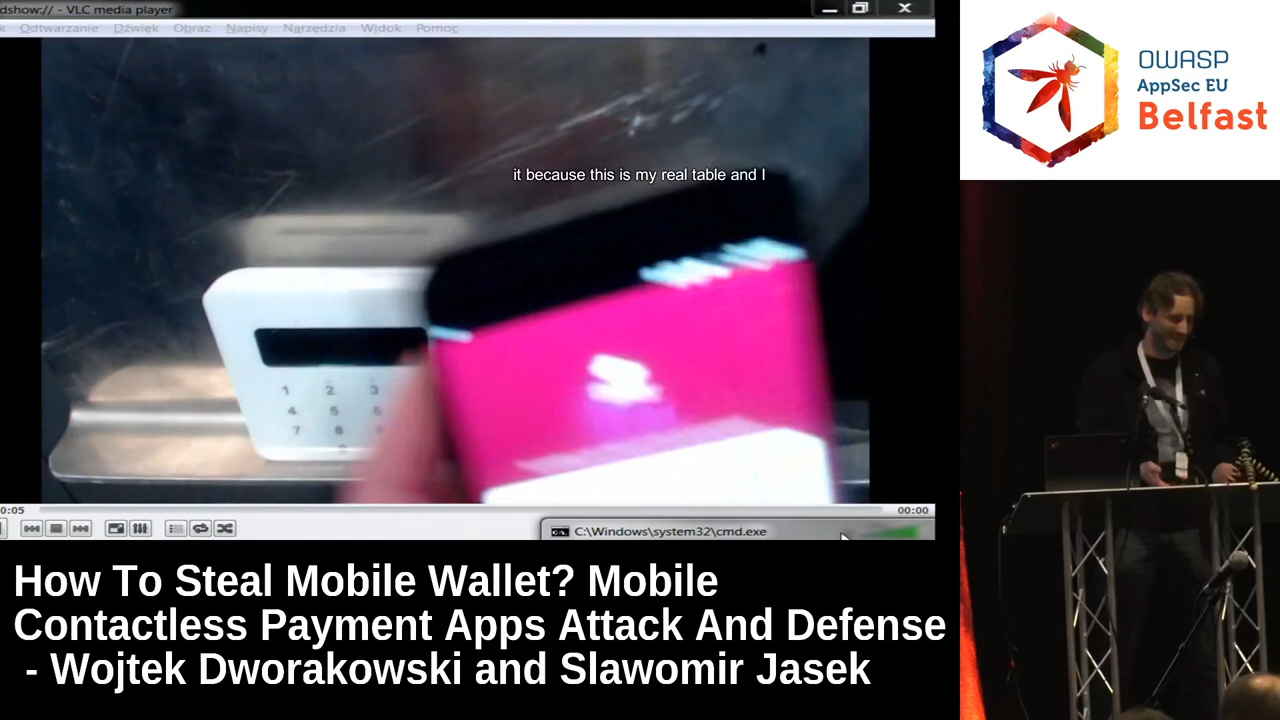 dshow:// - VLC media player
k Odtwarzanie Dźwięk Obraz Napisy Narzędzia Widok Pomoc
it because this is my real table and I
1 2 3
4 5 6
7 8
0:05 00:00
C:\Windows\system32\cmd.exe
OWASP
AppSec EU
Belfast
How To Steal Mobile Wallet? Mobile
Contactless Payment Apps Attack And Defense
- Wojtek Dworakowski and Slawomir Jasek